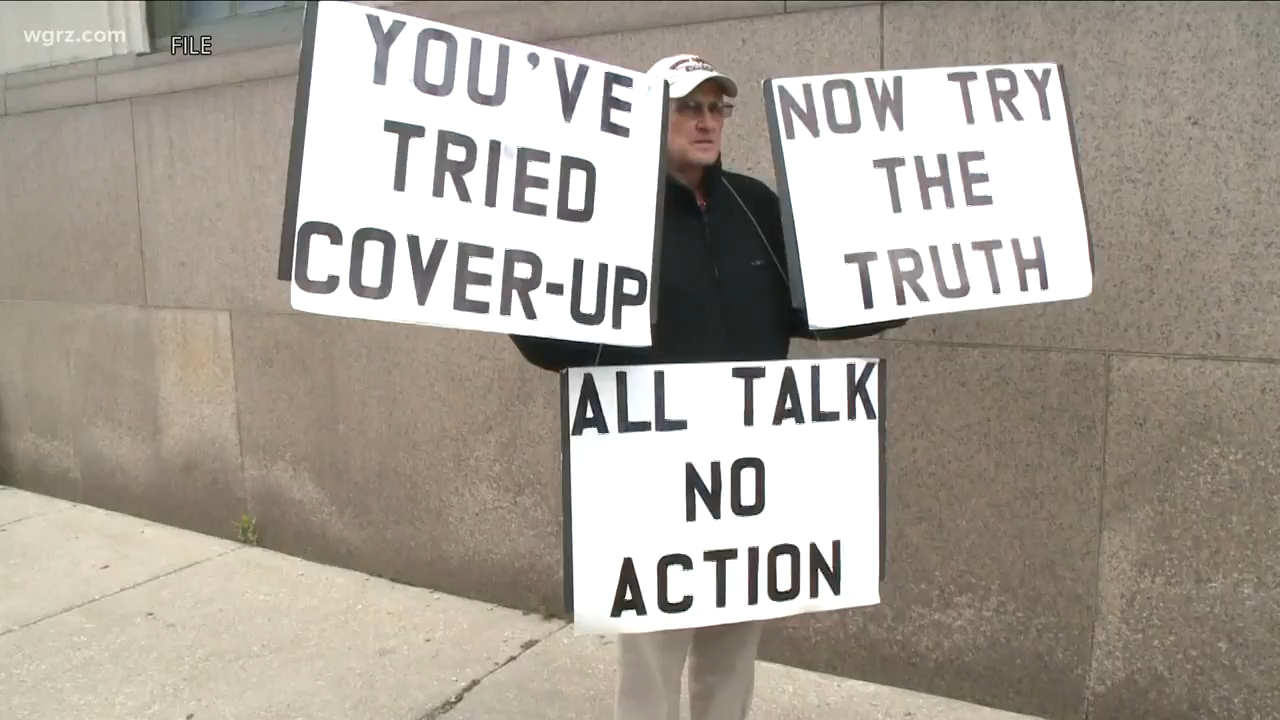 wgrz.com
FILE
YOU'VE
TRIED
COVER-UP
NOW TRY
THE
TRUTH
ALL TALK
NO
ACTION